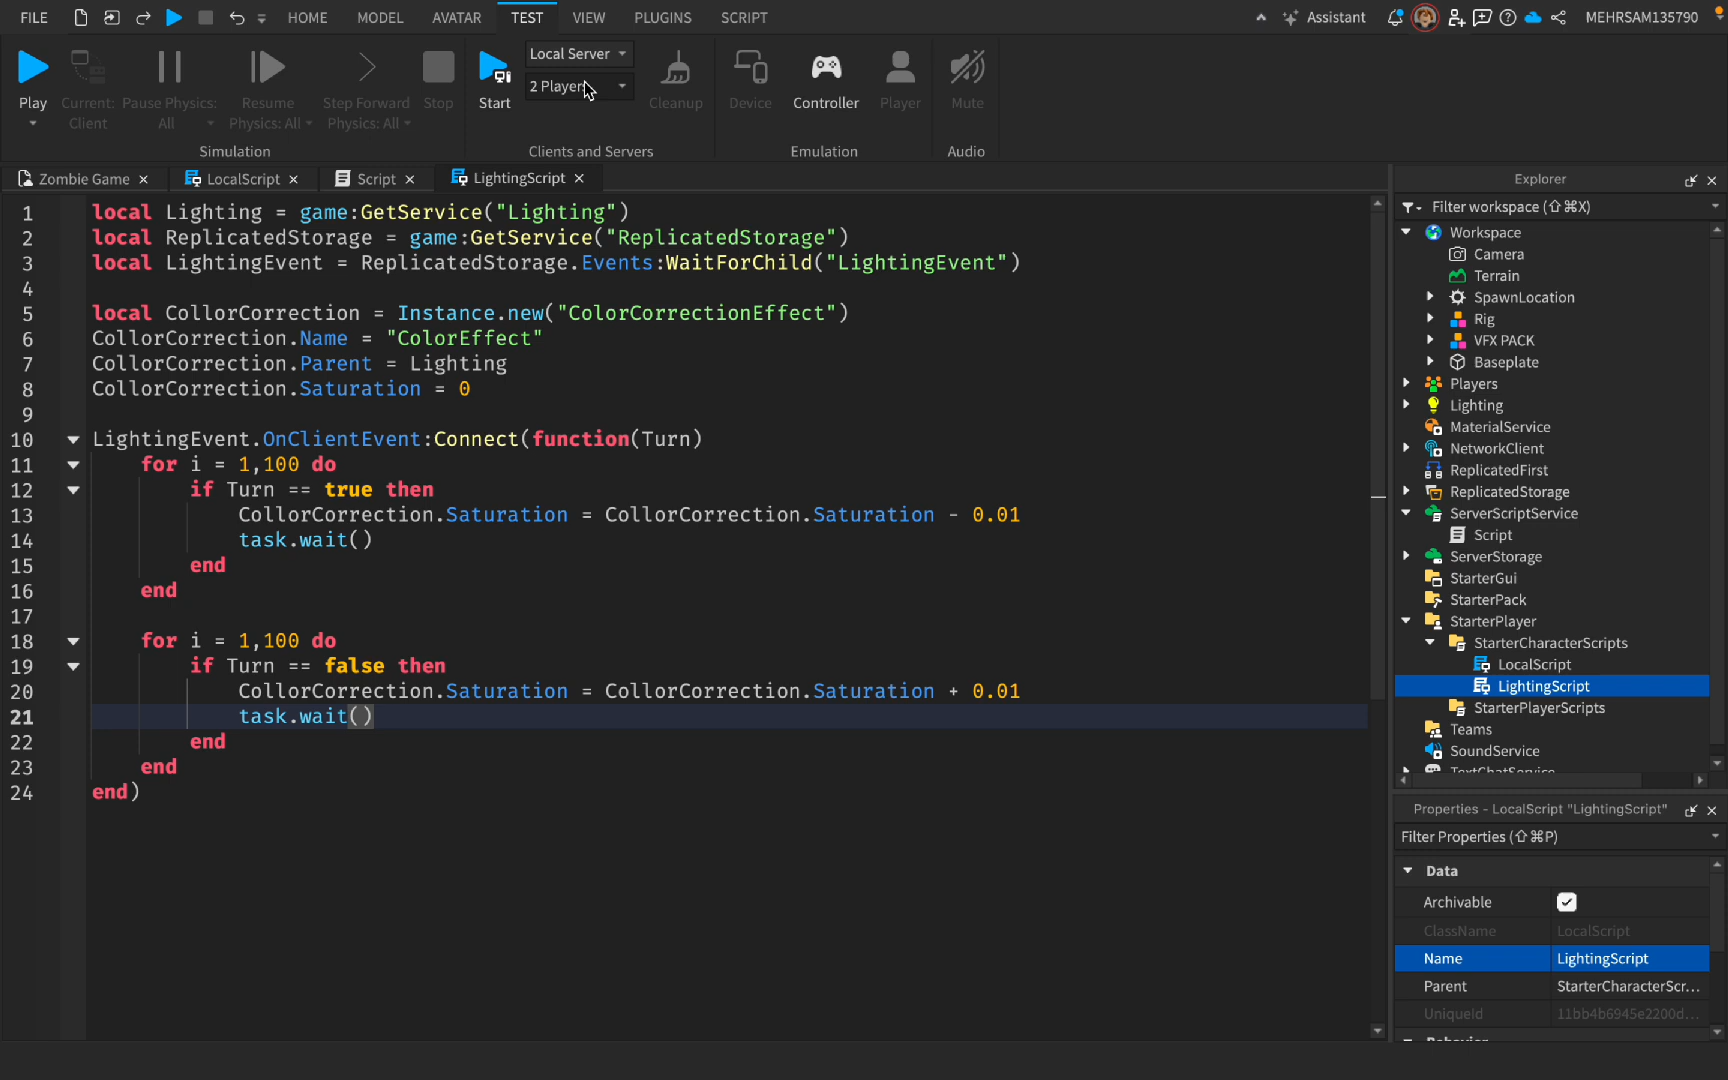 FILE HOME MODEL AVATAR TEST VIEW PLUGINS SCRIPT Assistant MEHRSAM135790
Play Current: Client Pause Physics: All Resume Physics: All Step Forward Physics: All Stop
Simulation
Start Local Server 2 Player Cleanup
Clients and Servers
Device Controller Player
Emulation
Mute
Audio
Zombie Game LocalScript Script LightingScript
1 local Lighting = game:GetService("Lighting")
2 local ReplicatedStorage = game:GetService("ReplicatedStorage")
3 local LightingEvent = ReplicatedStorage.Events:WaitForChild("LightingEvent")
4
5 local CollorCorrection = Instance.new("ColorCorrectionEffect")
6 CollorCorrection.Name = "ColorEffect"
7 CollorCorrection.Parent = Lighting
8 CollorCorrection.Saturation = 0
9
10 LightingEvent.OnClientEvent:Connect(function(Turn)
11 for i = 1,100 do
12 if Turn == true then
13 CollorCorrection.Saturation = CollorCorrection.Saturation - 0.01
14 task.wait()
15 end
16 end
17
18 for i = 1,100 do
19 if Turn == false then
20 CollorCorrection.Saturation = CollorCorrection.Saturation + 0.01
21 task.wait()
22 end
23 end
24 end)
Explorer
Filter workspace (⇧⌘X)
Workspace
Camera
Terrain
SpawnLocation
Rig
VFX PACK
Baseplate
Players
Lighting
MaterialService
NetworkClient
ReplicatedFirst
ReplicatedStorage
ServerScriptService
Script
ServerStorage
StarterGui
StarterPack
StarterPlayer
StarterCharacterScripts
LocalScript
LightingScript
StarterPlayerScripts
Teams
SoundService
TextChatService
Properties - LocalScript "LightingScript"
Filter Properties (⇧⌘P)
Data
Archivable
ClassName LocalScript
Name LightingScript
Parent StarterCharacterScr...
UniqueId 11bb4b6945e2200d...
Behavior